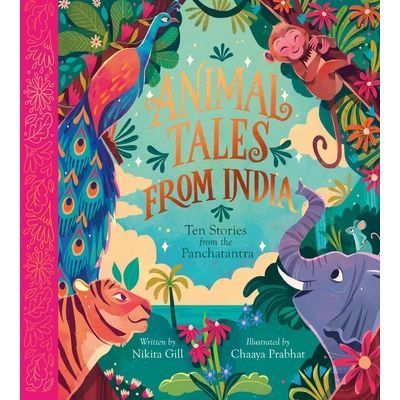 ANIMAL
TALES
FROM INDIA
Ten Stories
from the
Panchatantra
Written by
Nikita Gill
Illustrated by
Chaaya Prabhat